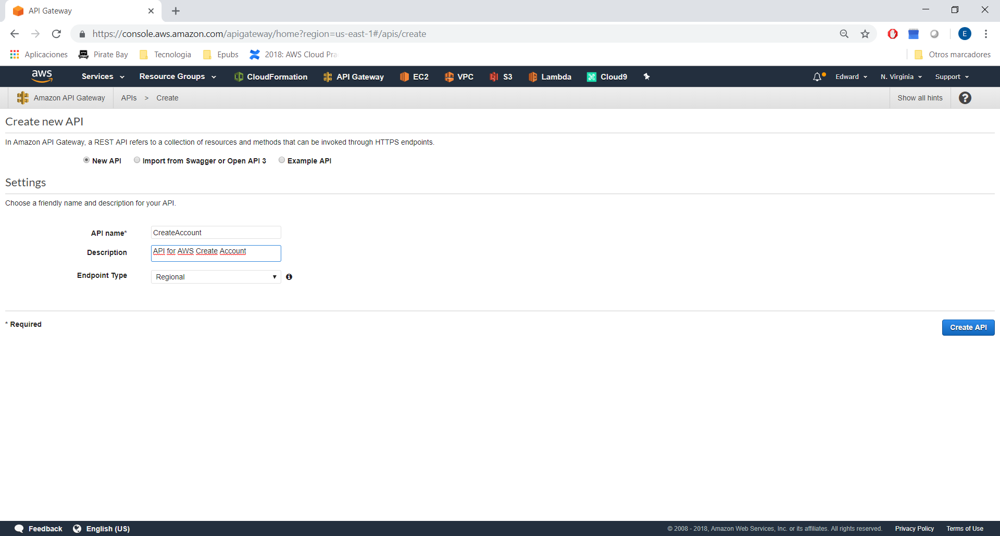 API Gateway
https://console.aws.amazon.com/apigateway/home?region=us-east-1#/apis/create
E
Aplicaciones Pirate Bay Tecnologia Epubs 2018: AWS Cloud Pra Otros marcadores
aws Services Resource Groups CloudFormation API Gateway EC2 VPC S3 Lambda Cloud9 Edward N. Virginia Support
Amazon API Gateway APIs > Create Show all hints ?
Create new API
In Amazon API Gateway, a REST API refers to a collection of resources and methods that can be invoked through HTTPS endpoints.
New API Import from Swagger or Open API 3 Example API
Settings
Choose a friendly name and description for your API.
API name* CreateAccount
Description API for AWS Create Account
Endpoint Type Regional
* Required
Create API
Feedback English (US) © 2008 - 2018, Amazon Web Services, Inc. or its affiliates. All rights reserved. Privacy Policy Terms of Use